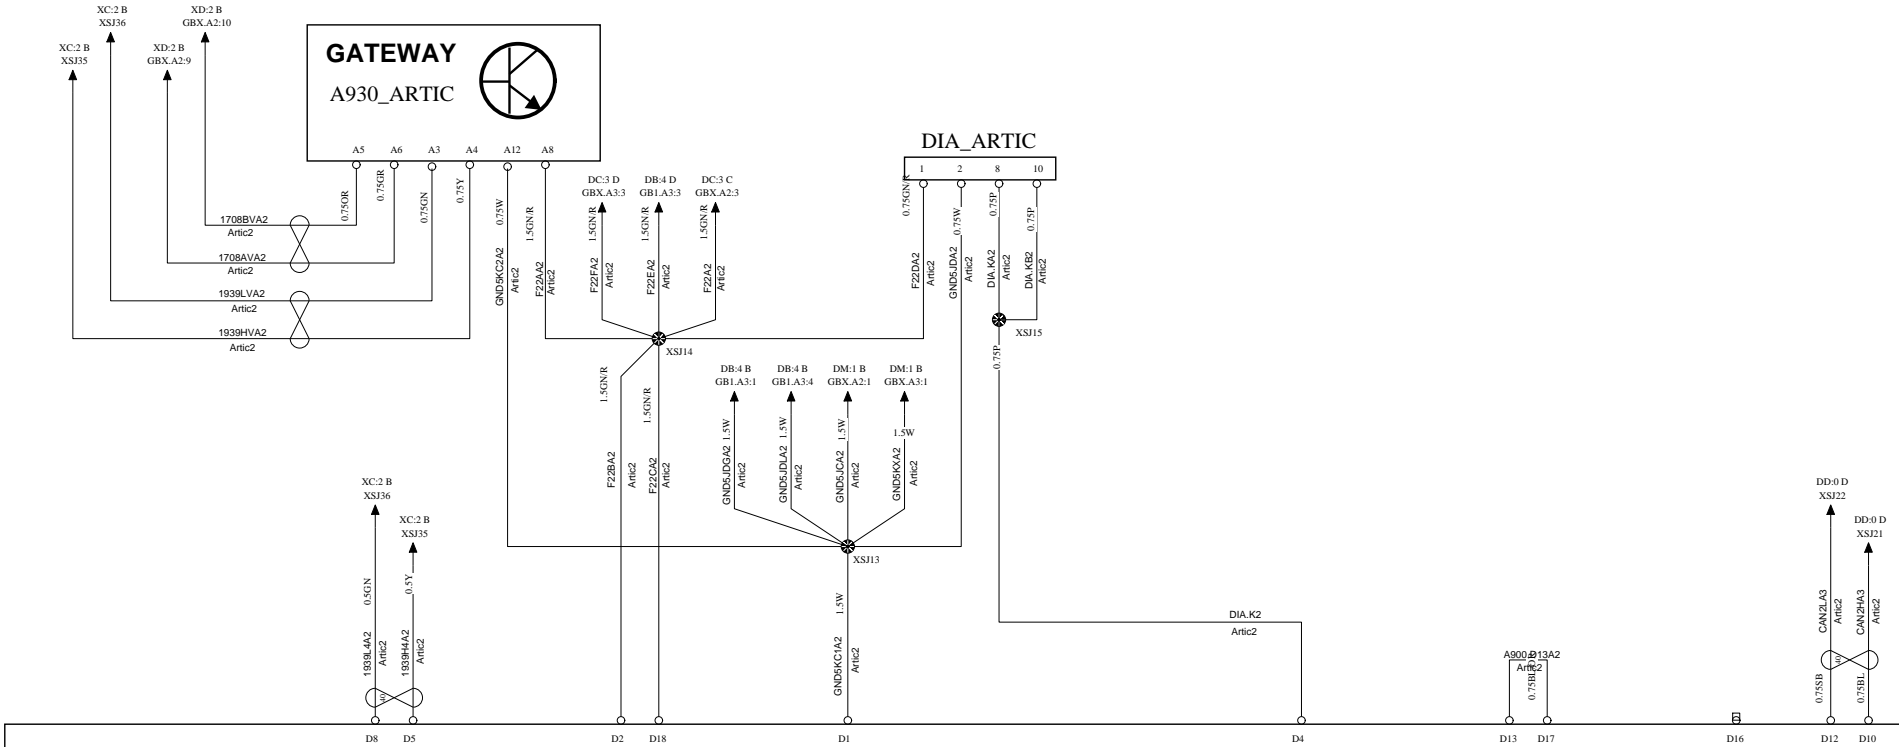 XC:2 B
XSJ36
XD:2 B
GBX.A2:10
XC:2 B
XSJ35
XD:2 B
GBX.A2:9
GATEWAY
A930_ARTIC
A5
A6
A3
A4
A12
A8
DIA_ARTIC
1
2
8
10
0.75OR
0.75GR
0.75GN
0.75Y
0.75W
1.5GN/R
1708BVA2
Artic2
1708AVA2
Artic2
1939LVA2
Artic2
1939HVA2
Artic2
GND5KC2A2
Artic2
F22AA2
Artic2
DC:3 D
GBX.A3:3
DB:4 D
GB1.A3:3
DC:3 C
GBX.A2:3
1.5GN/R
1.5GN/R
1.5GN/R
F22FA2
Artic2
F22EA2
Artic2
F22A2
Artic2
0.75GN/R
0.75W
0.75P
0.75P
F22DA2
Artic2
GND5JDA2
Artic2
DIA.KA2
Artic2
DIA.KB2
Artic2
XSJ14
XSJ15
0.75P
1.5GN/R
1.5GN/R
F22BA2
Artic2
F22CA2
Artic2
DB:4 B
GB1.A3:1
DB:4 B
GB1.A3:4
DM:1 B
GBX.A2:1
DM:1 B
GBX.A3:1
1.5W
1.5W
1.5W
1.5W
GND5JDGA2
Artic2
GND5JDLA2
Artic2
GND5JCA2
Artic2
GND5KXA2
Artic2
XSJ13
1.5W
GND5KC1A2
Artic2
XC:2 B
XSJ36
XC:2 B
XSJ35
0.5GN
0.5Y
1939L4A2
Artic2
1939H4A2
Artic2
40
DIA.K2
Artic2
A900.D13A2
Artic2
DD:0 D
XSJ22
DD:0 D
XSJ21
CAN2LA3
Artic2
CAN2HA3
Artic2
40
0.75SB
0.75BL
D8
D5
D2
D18
D1
D4
D13
D17
D16
D12
D10